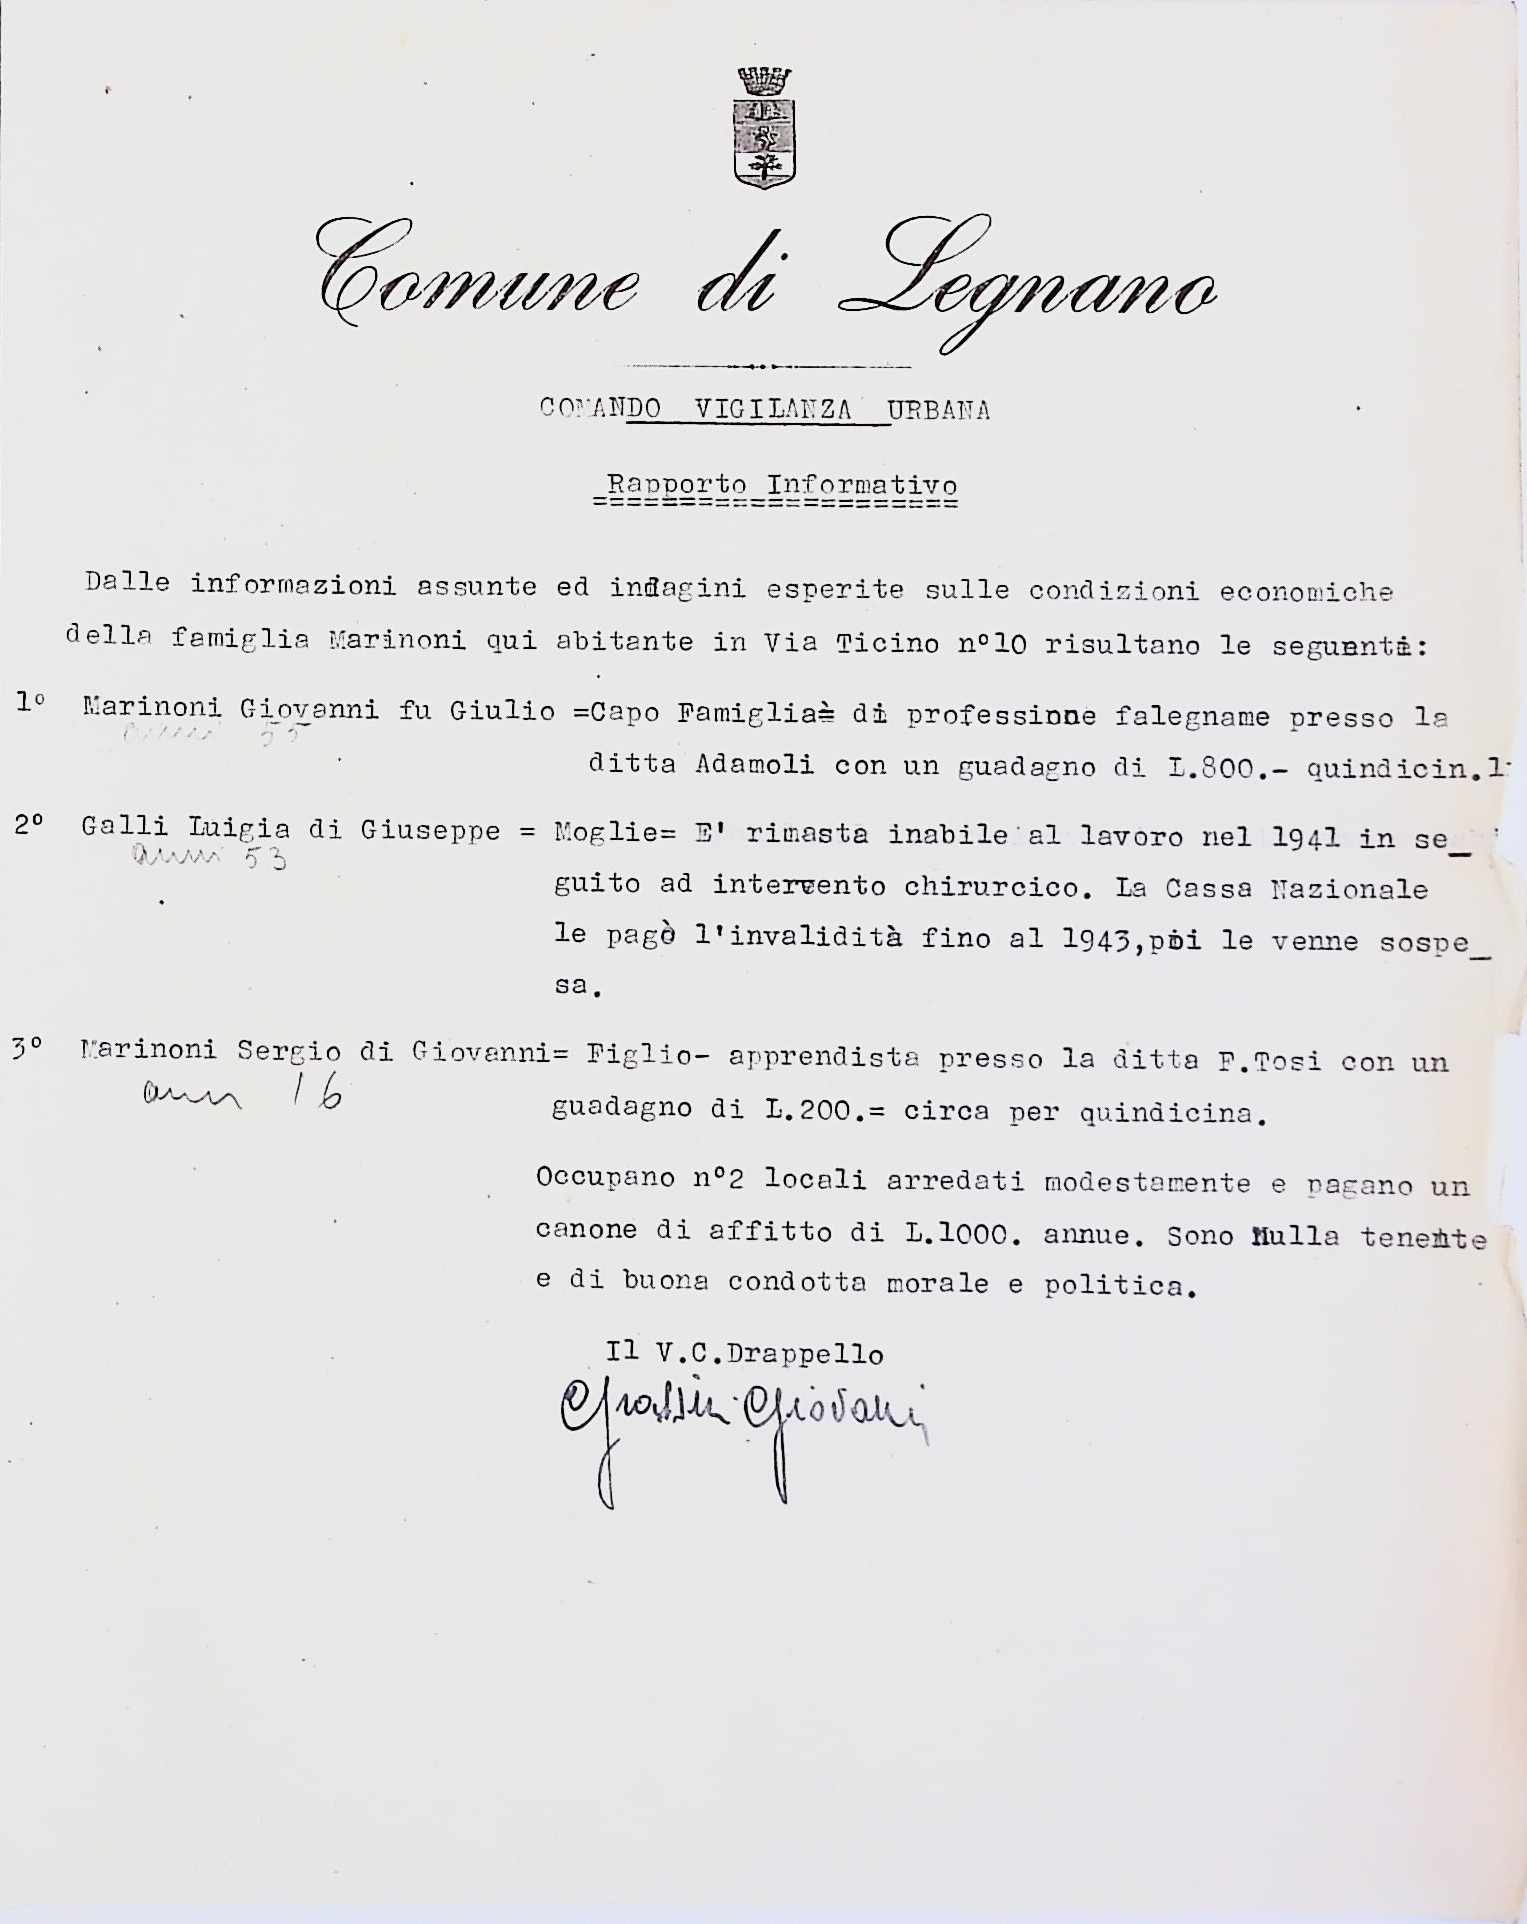 Comune di Legnano
COMANDO VIGILANZA URBANA
Rapporto Informativo
Dalle informazioni assunte ed indagini esperite sulle condizioni economiche
della famiglia Marinoni qui abitante in Via Ticino n°10 risultano le seguenti:
1° Marinoni Giovanni fu Giulio =Capo Famiglia= di professione falegname presso la
anni 55
ditta Adamoli con un guadagno di L.800.- quindicin.li
2° Galli Luigia di Giuseppe = Moglie= E' rimasta inabile al lavoro nel 1941 in se_
anni 53
guito ad intervento chirurcico. La Cassa Nazionale
le pagò l'invalidità fino al 1943,poi le venne sospe_
sa.
3° Marinoni Sergio di Giovanni= Figlio- apprendista presso la ditta F.Tosi con un
anni 16
guadagno di L.200.= circa per quindicina.
Occupano n°2 locali arredati modestamente e pagano un
canone di affitto di L.1000. annue. Sono Nulla tenente
e di buona condotta morale e politica.
Il V.C.Drappello
Grassini Giovanni